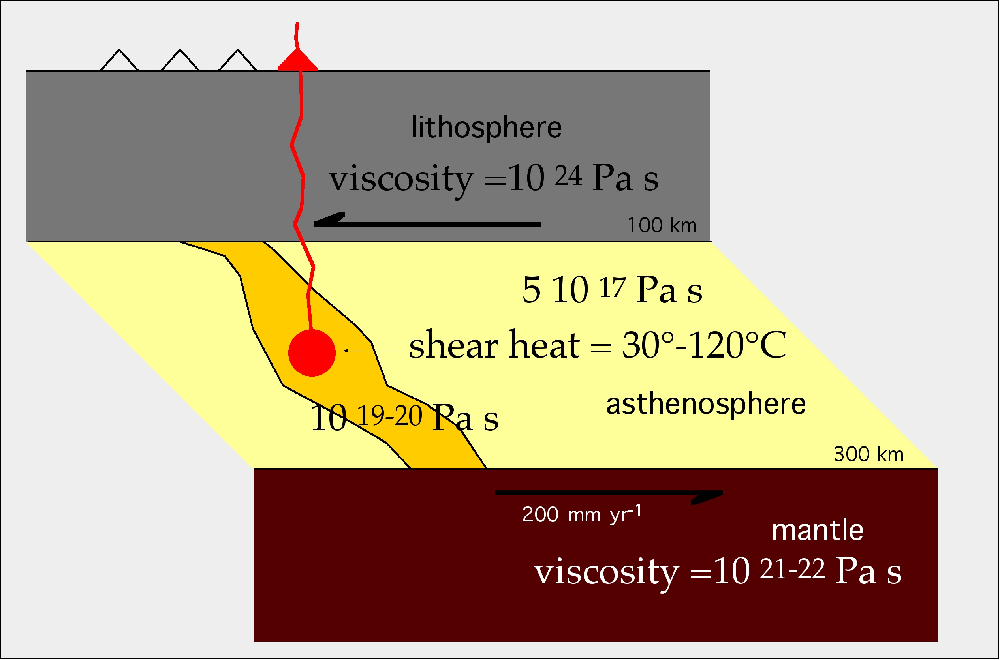 lithosphere
viscosity =10 24 Pa s
100 km
5 10 17 Pa s
shear heat = 30°-120°C
asthenosphere
10 19-20 Pa s
300 km
200 mm yr-1
mantle
viscosity =10 21-22 Pa s